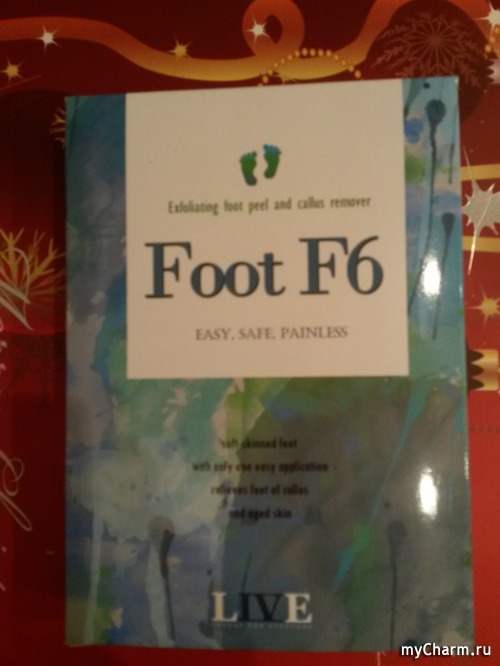 Exfoliating foot peel and callus remover
Foot F6
EASY. SAFE. PAINLESS
soft-skinned feet
with only one easy application -
relieves feet of callus
and aged skin
LIVE
myCharm.ru